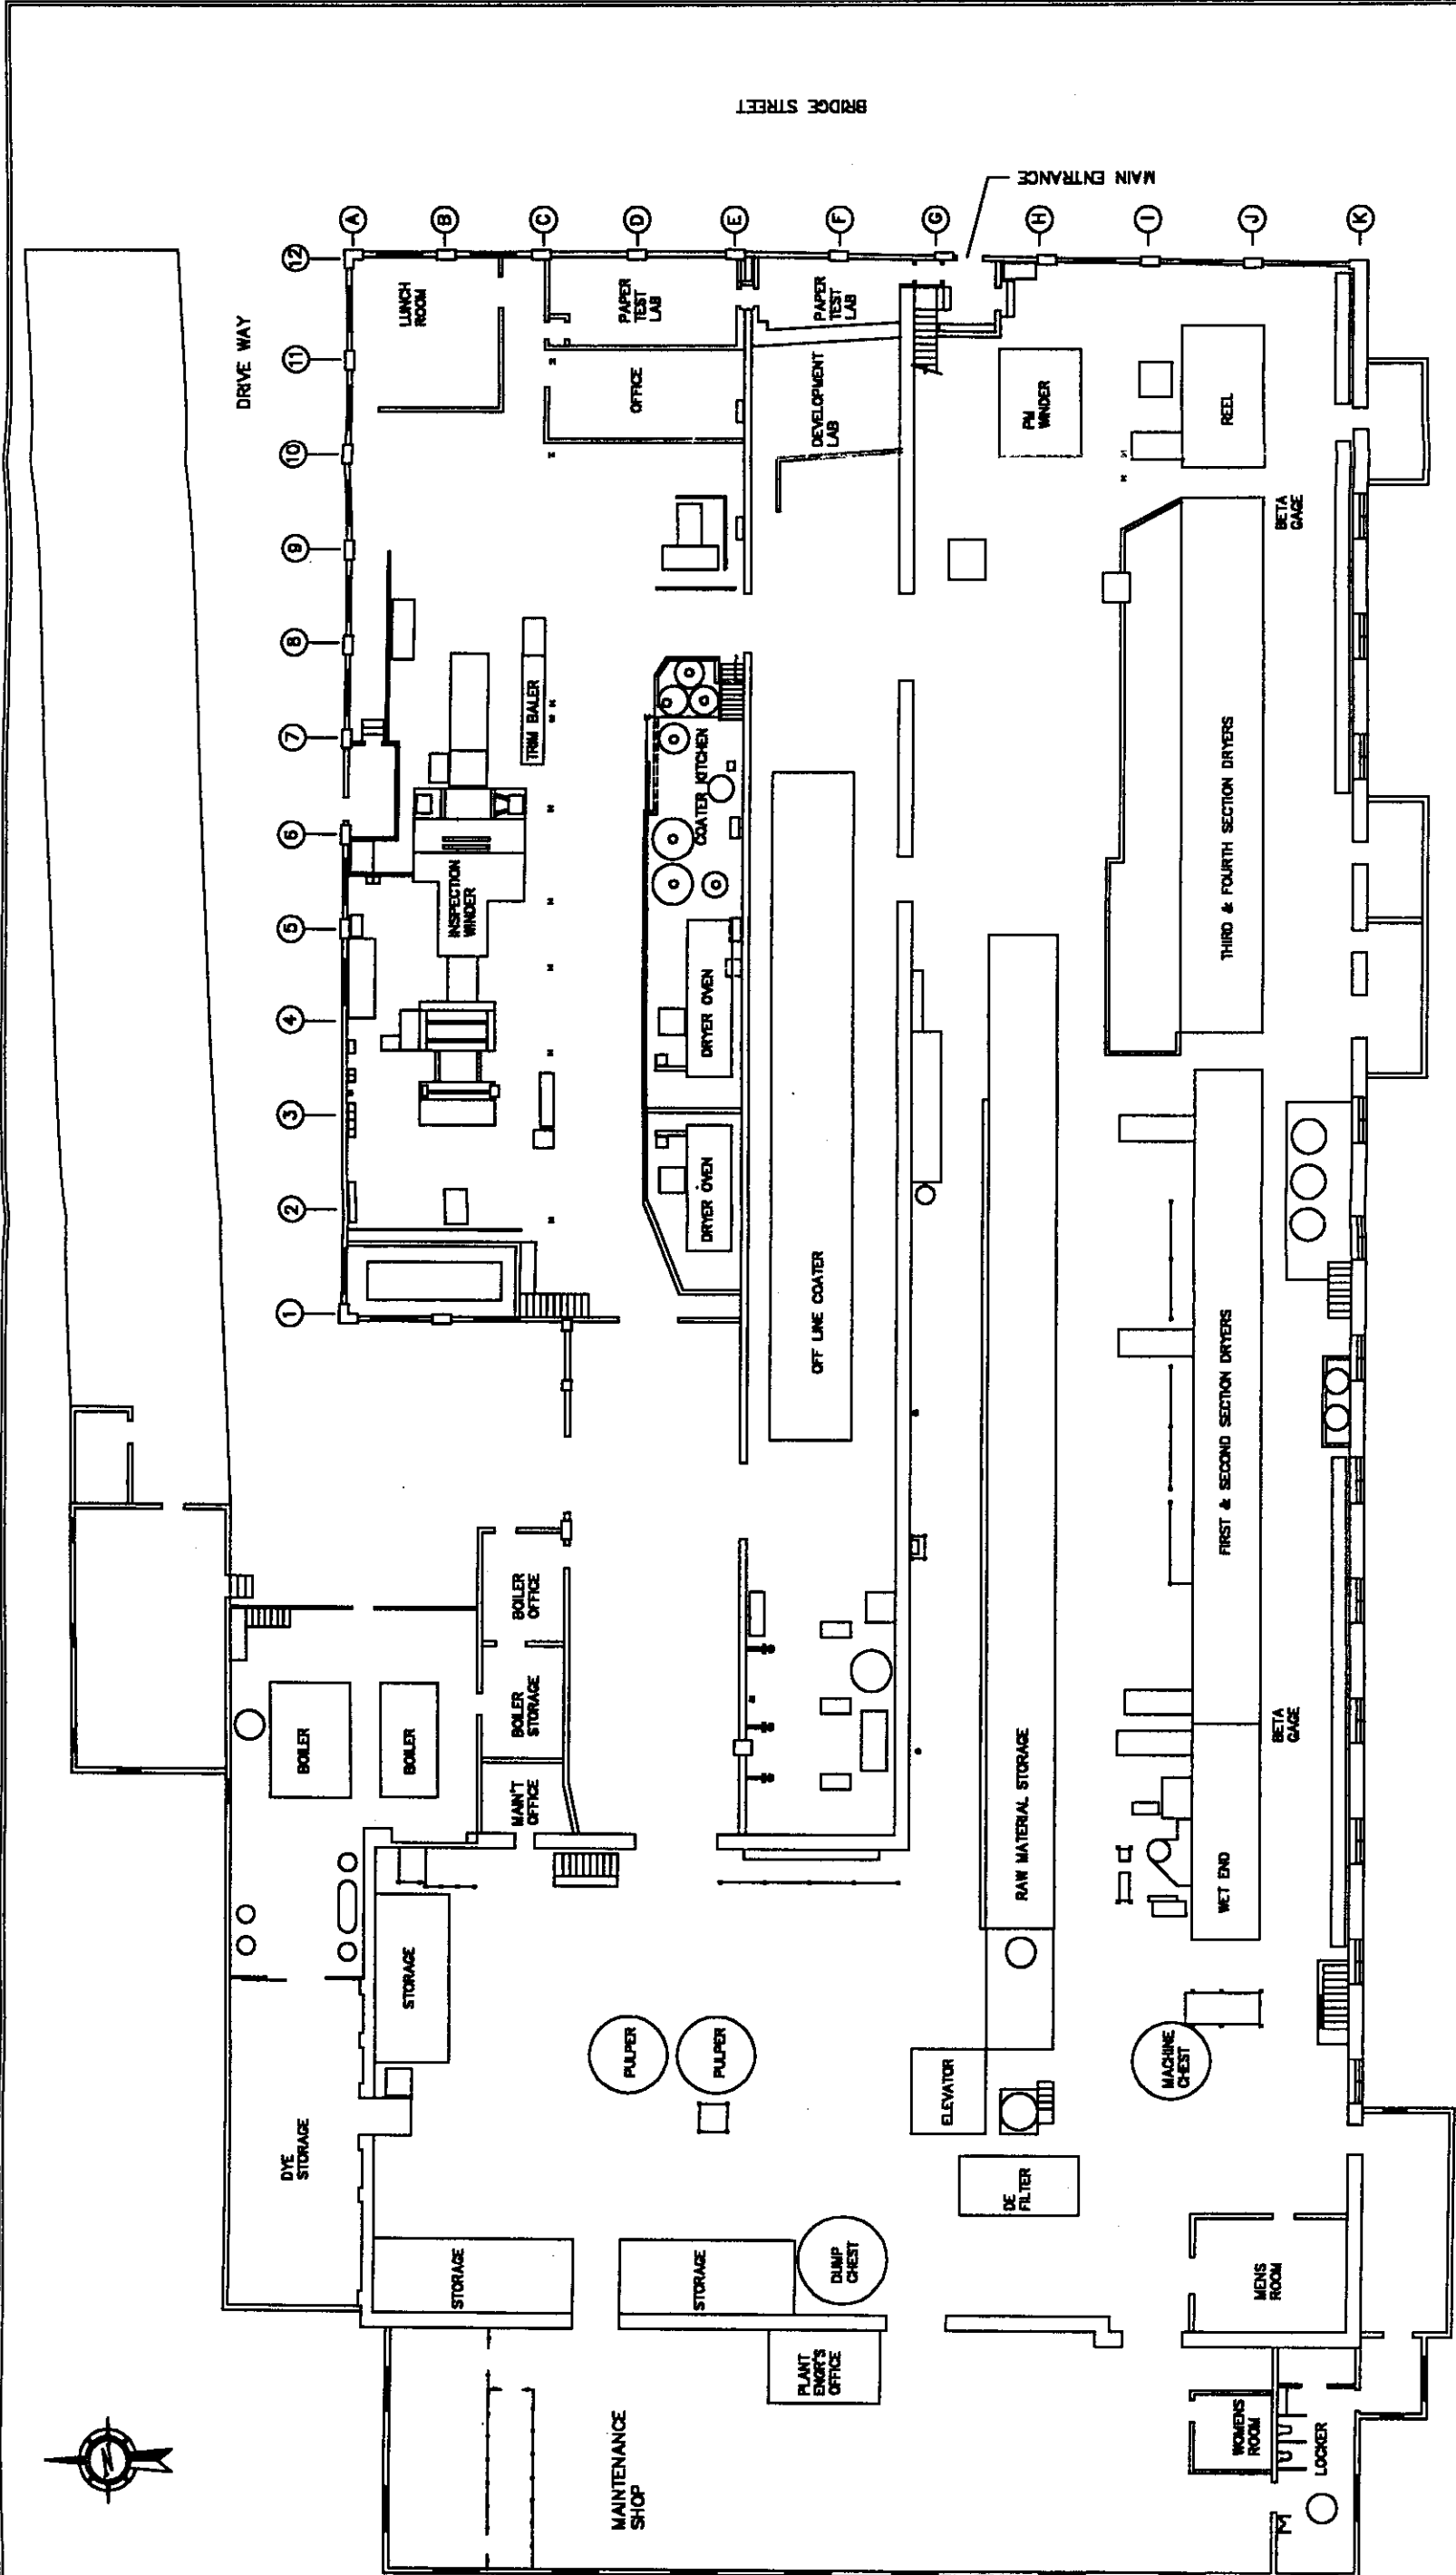 BRIDGE STREET
MAIN ENTRANCE
DRIVE WAY
12
11
10
9
8
7
6
5
4
3
2
1
A
B
C
D
E
F
G
H
I
J
K
LUNCH
ROOM
PAPER
TEST
LAB
PAPER
TEST
LAB
OFFICE
DEVELOPMENT
LAB
PM
WINDER
REEL
BETA
GAGE
TRIM BALER
INSPECTION
WINDER
COATER KITCHEN
DRYER OVEN
DRYER OVEN
OFF LINE COATER
THIRD & FOURTH SECTION DRYERS
FIRST & SECOND SECTION DRYERS
BOILER
OFFICE
BOILER
STORAGE
MAIN'T
OFFICE
BOILER
BOILER
RAW MATERIAL STORAGE
WET END
BETA
GAGE
STORAGE
PULPER
PULPER
ELEVATOR
MACHINE
CHEST
DYE
STORAGE
DE
FILTER
STORAGE
STORAGE
DUMP
CHEST
MENS
ROOM
PLANT
ENGR'S
OFFICE
MAINTENANCE
SHOP
WOMENS
ROOM
LOCKER
N